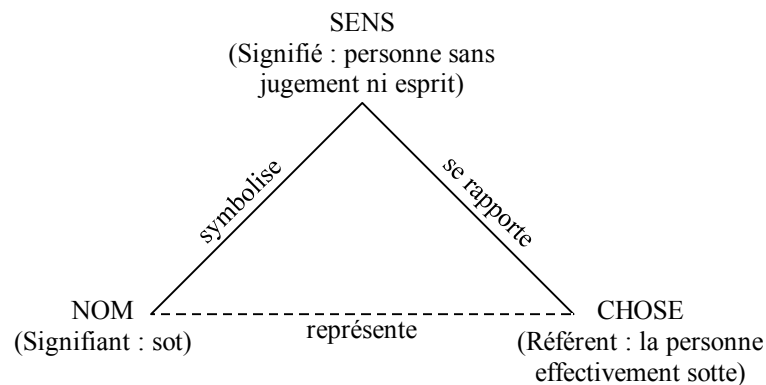 SENS
(Signifié : personne sans
jugement ni esprit)
symbolise
se rapporte
NOM
(Signifiant : sot)
représente
CHOSE
(Référent : la personne
effectivement sotte)